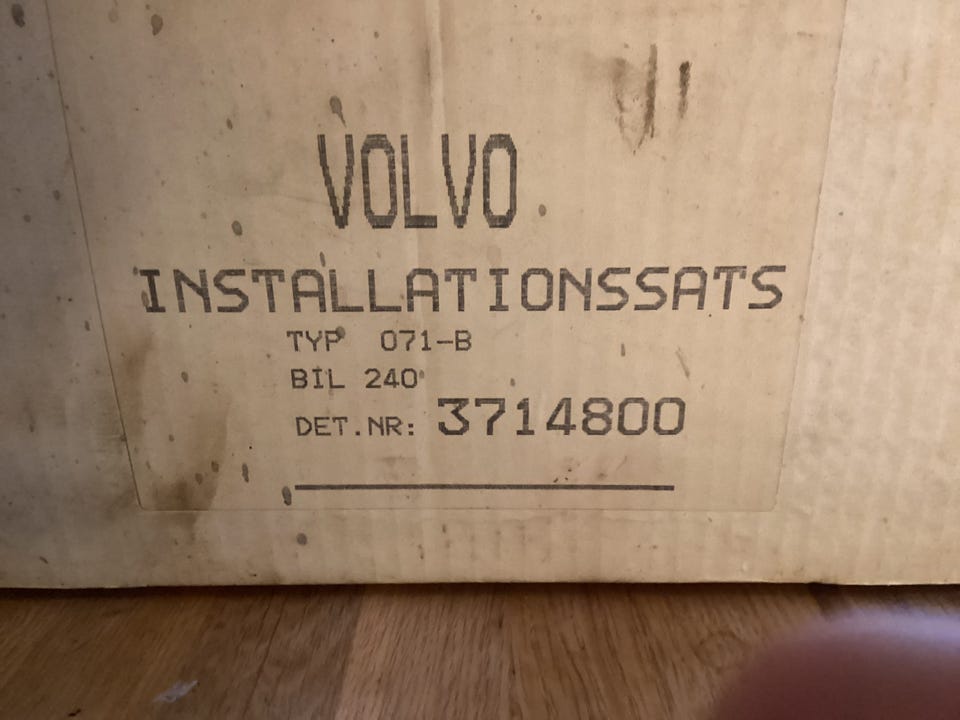 VOLVO
INSTALLATIONSSATS
TYP 071-B
BIL 240
DET.NR: 3714800